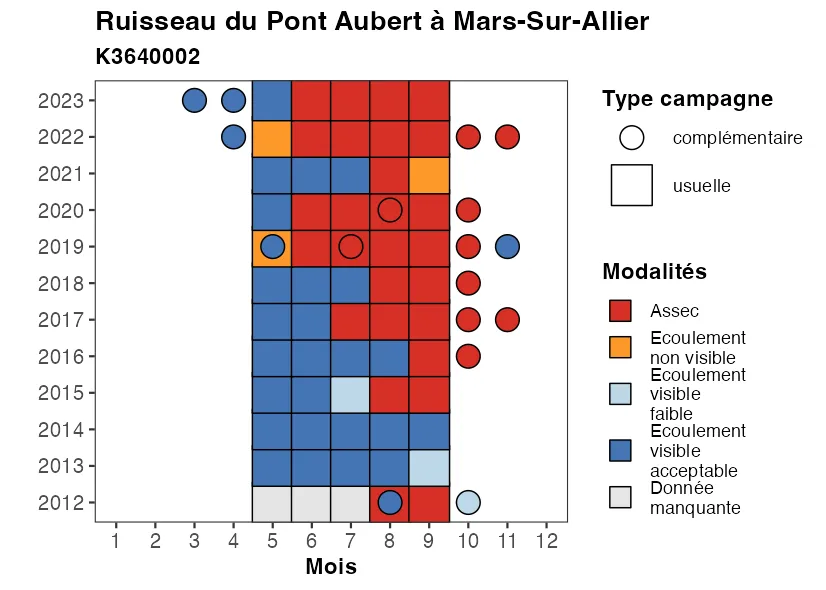 Ruisseau du Pont Aubert à Mars-Sur-Allier
K3640002
2023
2022
2021
2020
2019
2018
2017
2016
2015
2014
2013
2012
1 2 3 4 5 6 7 8 9 10 11 12
Mois
Type campagne
complémentaire
usuelle
Modalités
Assec
Ecoulement
non visible
Ecoulement
visible
faible
Ecoulement
visible
acceptable
Donnée
manquante